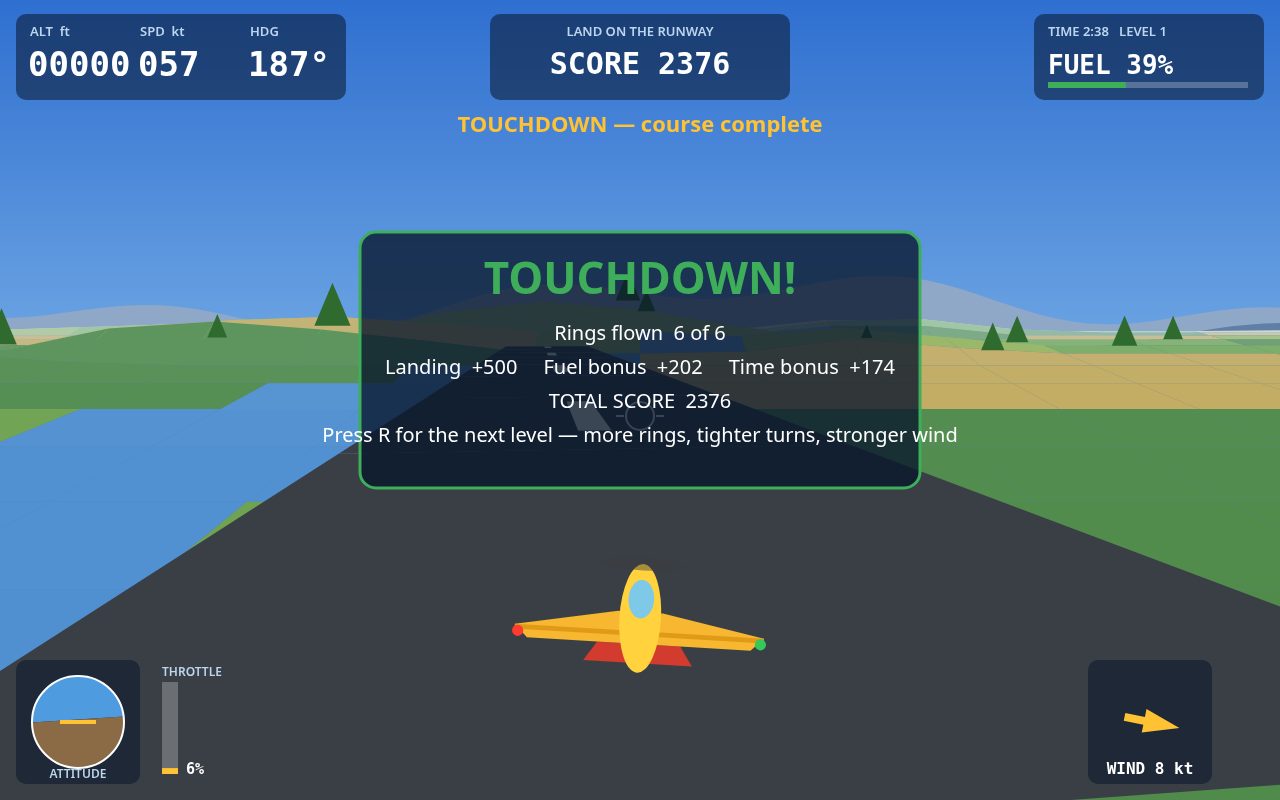 ALT ft SPD kt HDG
00000 057 187°
LAND ON THE RUNWAY
SCORE 2376
TIME 2:38 LEVEL 1
FUEL 39%
TOUCHDOWN — course complete
TOUCHDOWN!
Rings flown 6 of 6
Landing +500 Fuel bonus +202 Time bonus +174
TOTAL SCORE 2376
Press R for the next level — more rings, tighter turns, stronger wind
ATTITUDE
THROTTLE
6%
WIND 8 kt